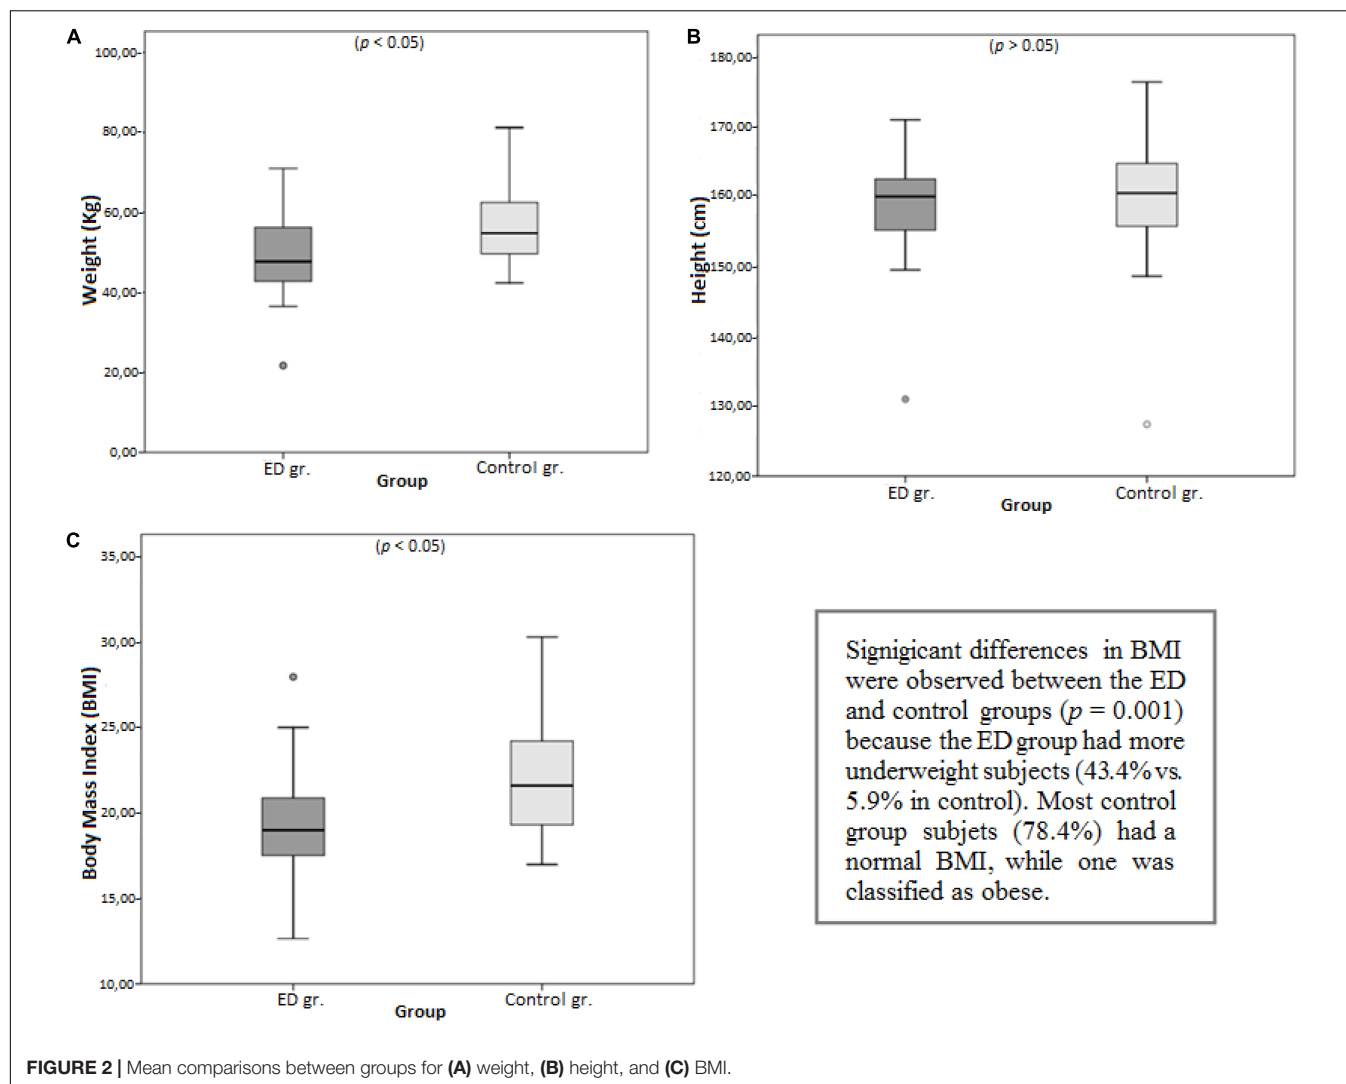 A
(p < 0.05)
100,00
80,00
60,00
40,00
20,00
0,00
Weight (Kg)
ED gr.
Control gr.
Group
B
(p > 0.05)
180,00
170,00
160,00
150,00
140,00
130,00
120,00
Height (cm)
ED gr.
Control gr.
Group
C
(p < 0.05)
35,00
30,00
25,00
20,00
15,00
10,00
Body Mass Index (BMI)
ED gr.
Control gr.
Group
Signigicant differences in BMI
were observed between the ED
and control groups (p = 0.001)
because the ED group had more
underweight subjects (43.4% vs.
5.9% in control). Most control
group subjets (78.4%) had a
normal BMI, while one was
classified as obese.
FIGURE 2 | Mean comparisons between groups for (A) weight, (B) height, and (C) BMI.